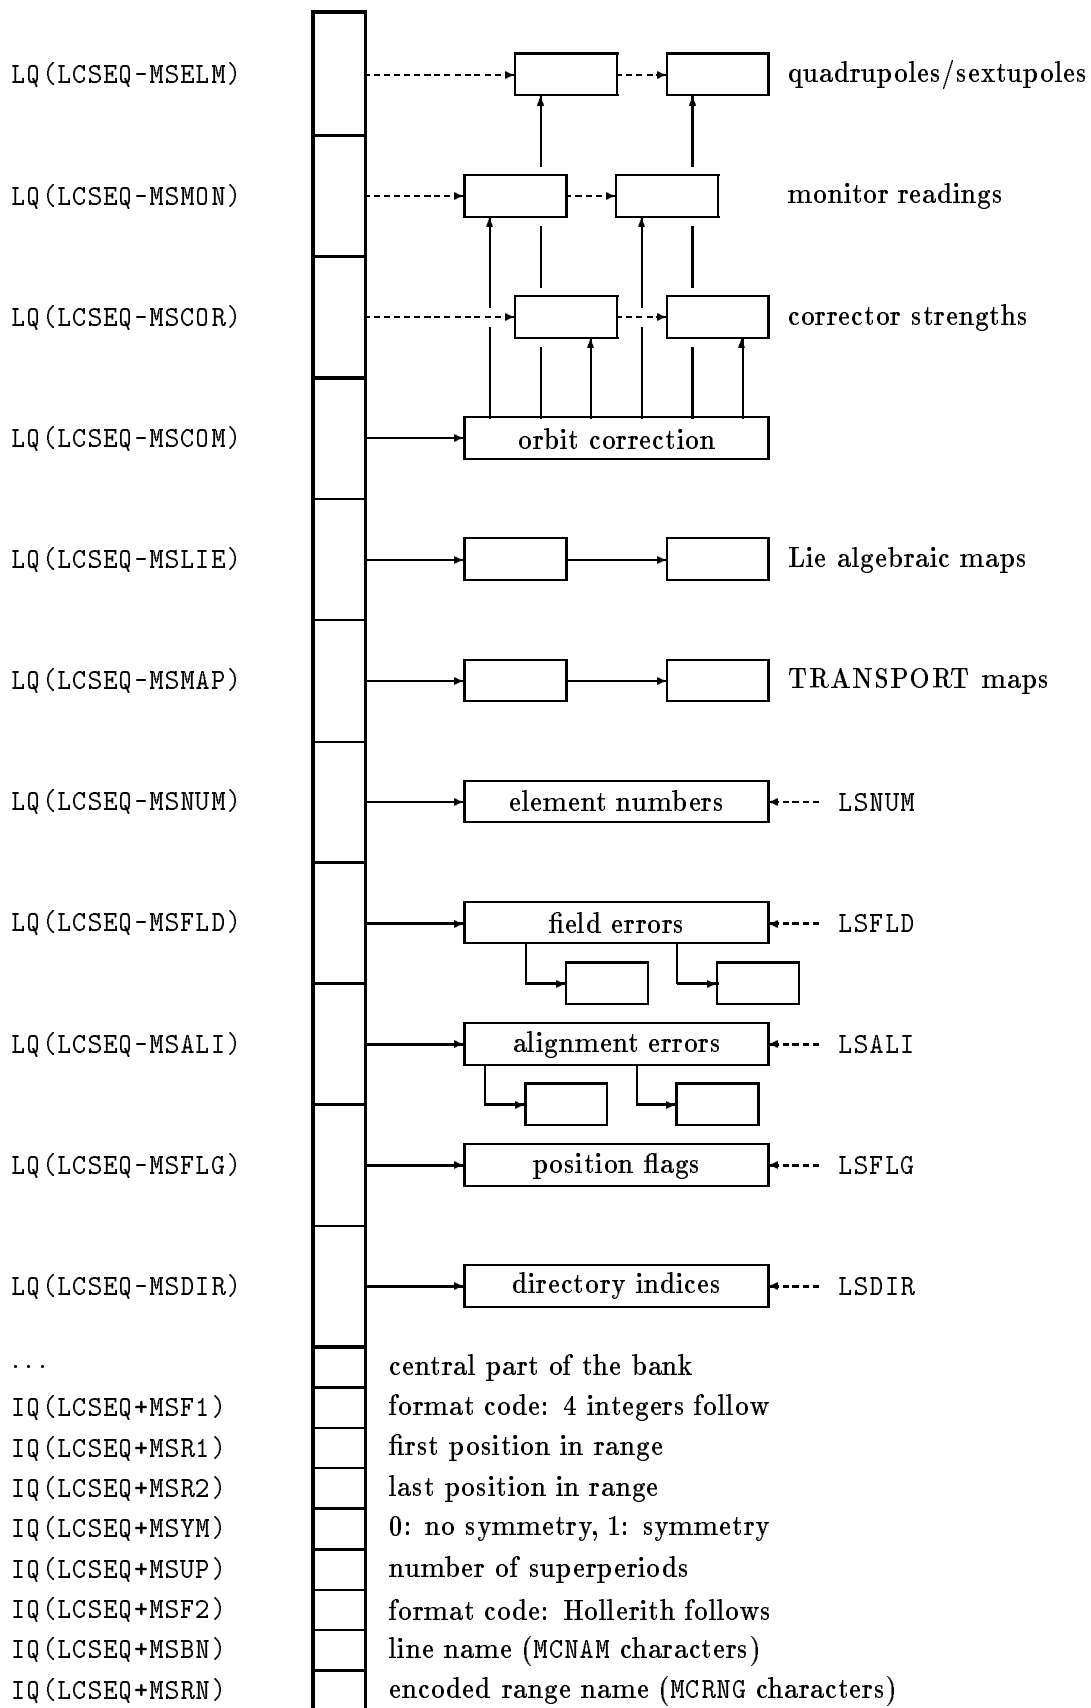 LQ(LCSEQ-MSELM) quadrupoles/sextupoles
LQ(LCSEQ-MSMON) monitor readings
LQ(LCSEQ-MSCOR) corrector strengths
LQ(LCSEQ-MSCOM) orbit correction
LQ(LCSEQ-MSLIE) Lie algebraic maps
LQ(LCSEQ-MSMAP) TRANSPORT maps
LQ(LCSEQ-MSNUM) element numbers LSNUM
LQ(LCSEQ-MSFLD) field errors LSFLD
LQ(LCSEQ-MSALI) alignment errors LSALI
LQ(LCSEQ-MSFLG) position flags LSFLG
LQ(LCSEQ-MSDIR) directory indices LSDIR
... central part of the bank
IQ(LCSEQ+MSF1) format code: 4 integers follow
IQ(LCSEQ+MSR1) first position in range
IQ(LCSEQ+MSR2) last position in range
IQ(LCSEQ+MSYM) 0: no symmetry, 1: symmetry
IQ(LCSEQ+MSUP) number of superperiods
IQ(LCSEQ+MSF2) format code: Hollerith follows
IQ(LCSEQ+MSBN) line name (MCNAM characters)
IQ(LCSEQ+MSRN) encoded range name (MCRNG characters)